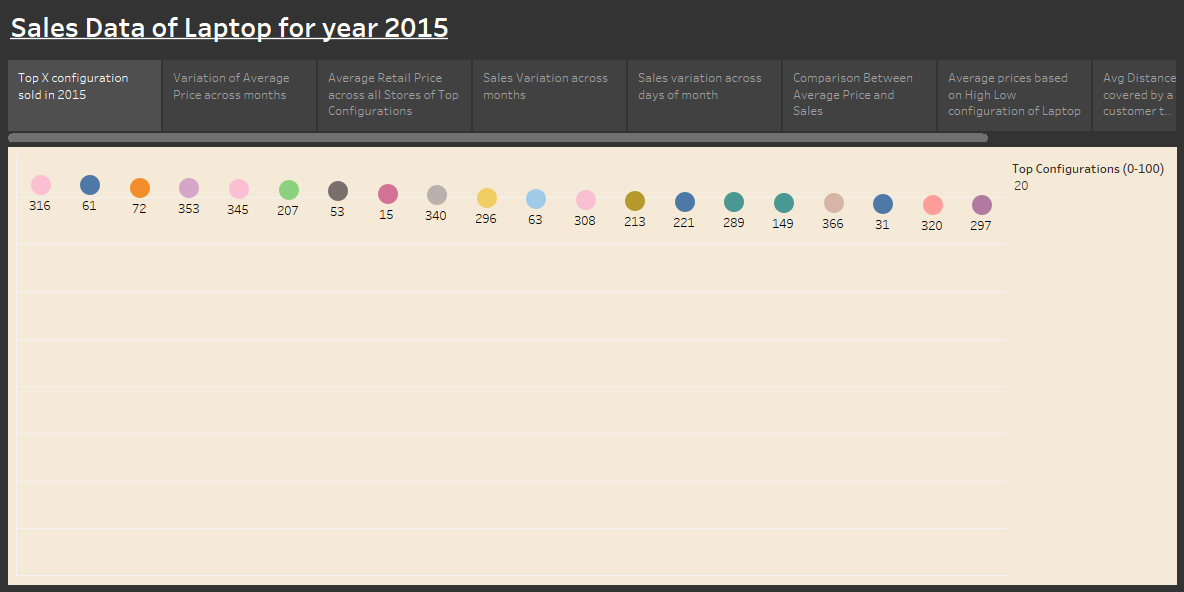 Sales Data of Laptop for year 2015
Top X configuration
sold in 2015
Variation of Average
Price across months
Average Retail Price
across all Stores of Top
Configurations
Sales Variation across
months
Sales variation across
days of month
Comparison Between
Average Price and
Sales
Average prices based
on High Low
configuration of Laptop
Avg Distance
covered by a
customer t..
Top Configurations (0-100)
20
316
61
72
353
345
207
53
15
340
296
63
308
213
221
289
149
366
31
320
297